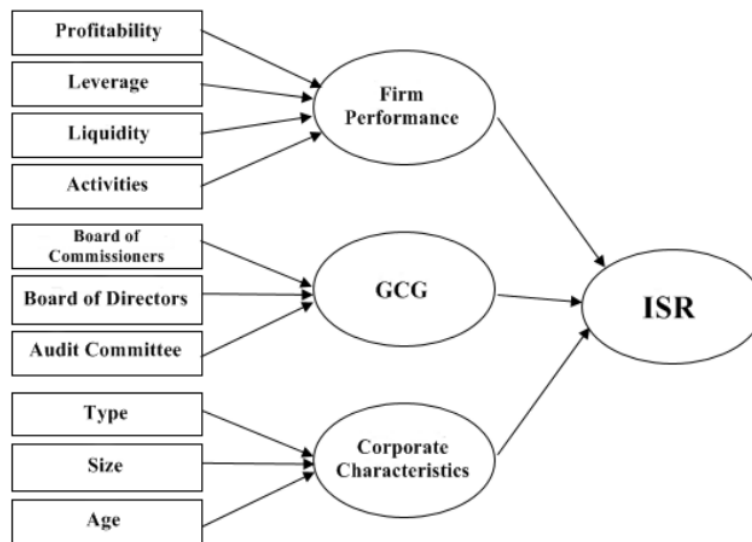 Profitability
Leverage
Liquidity
Activities
Firm
Performance
Board of
Commissioners
Board of Directors
Audit Committee
GCG
ISR
Type
Size
Age
Corporate
Characteristics